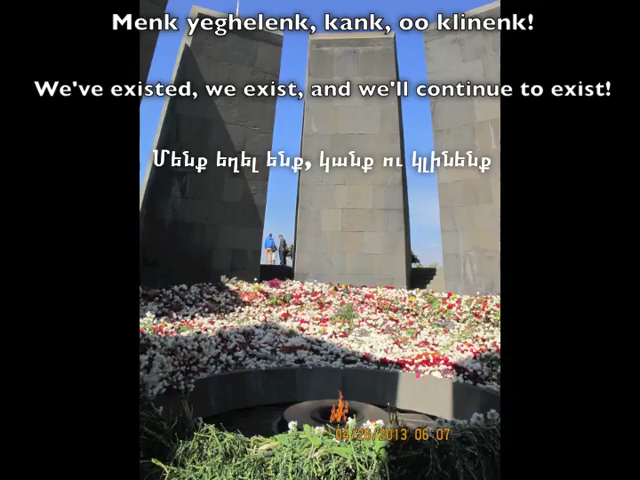 Menk yeghelenk, kank, oo klinenk!
We've existed, we exist, and we'll continue to exist!
Մենք եղել ենք, կանք ու կլինենք
04/26/2013 06 07